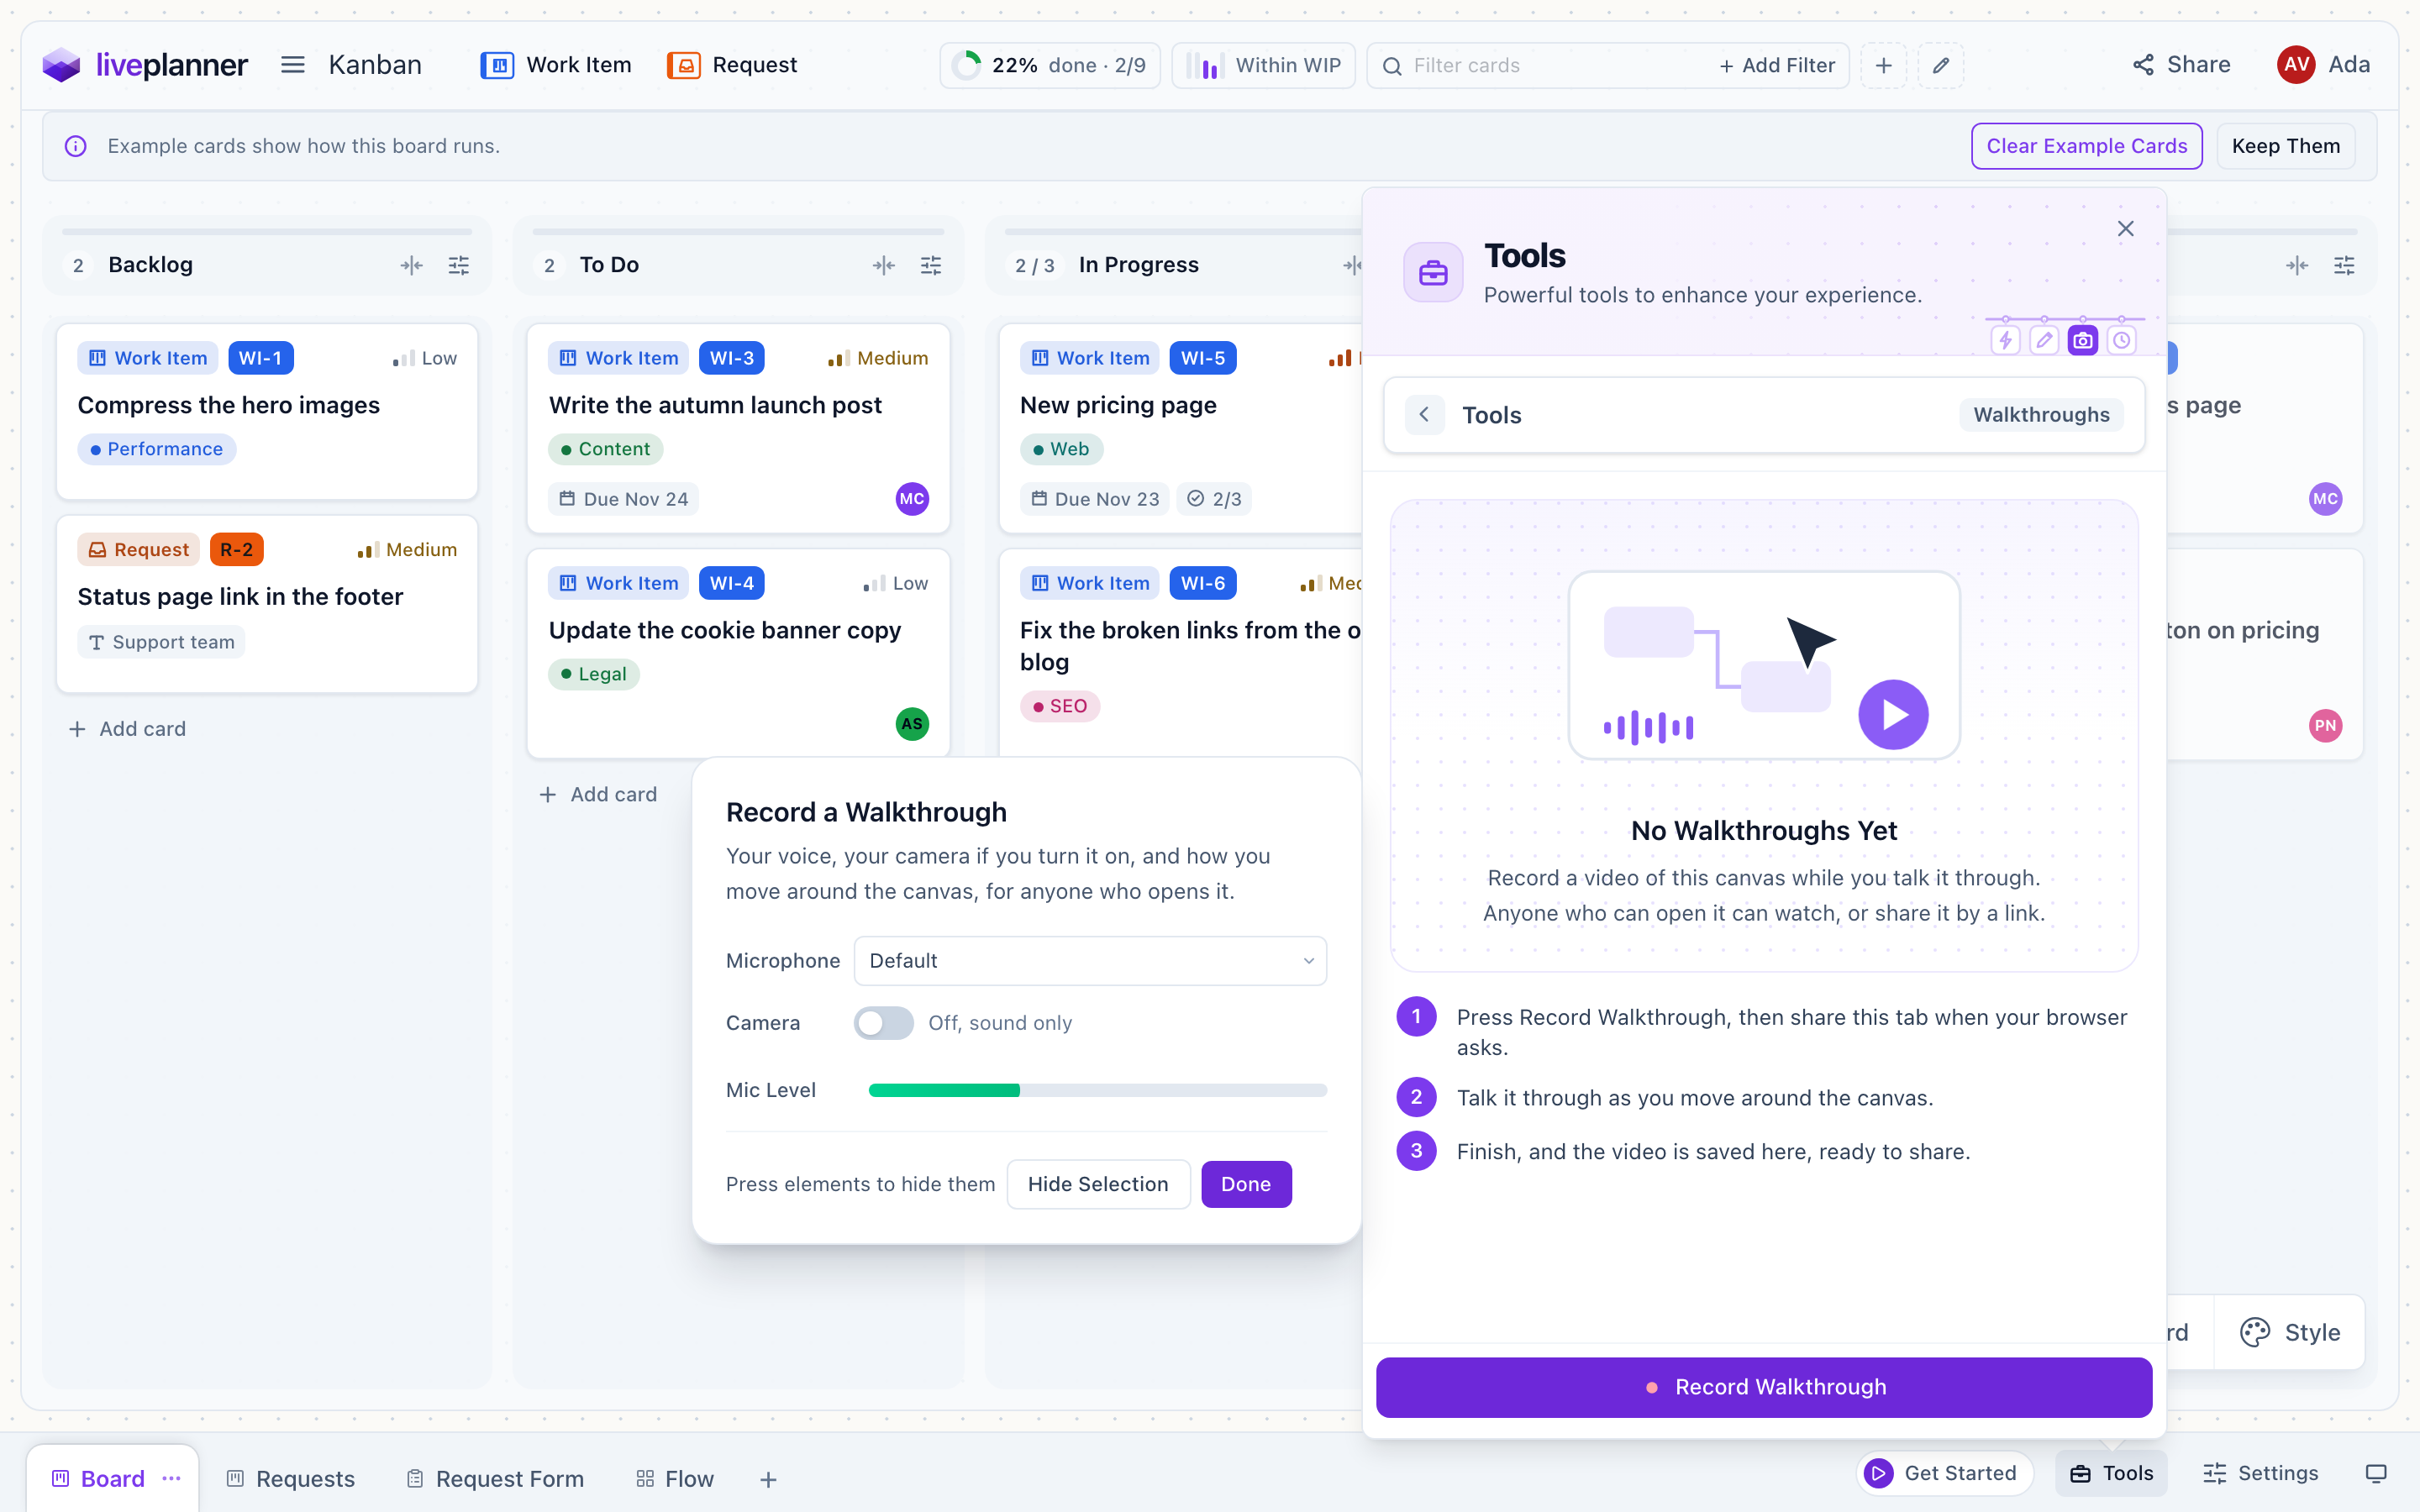 liveplanner
Kanban
Work Item
Request
22% done · 2/9
Within WIP
Filter cards
+ Add Filter
Share
AV
Ada
Example cards show how this board runs.
Clear Example Cards
Keep Them
2 Backlog
2 To Do
2 / 3 In Progress
Work Item WI-1 Low
Compress the hero images
Performance
Request R-2 Medium
Status page link in the footer
Support team
+ Add card
Work Item WI-3 Medium
Write the autumn launch post
Content
Due Nov 24
MC
Work Item WI-4 Low
Update the cookie banner copy
Legal
AS
+ Add card
Work Item WI-5
New pricing page
Web
Due Nov 23 2/3
Work Item WI-6
Fix the broken links from the
blog
SEO
page
MC
on pricing
PN
Record a Walkthrough
Your voice, your camera if you turn it on, and how you
move around the canvas, for anyone who opens it.
Microphone Default
Camera Off, sound only
Mic Level
Press elements to hide them Hide Selection Done
Tools
Powerful tools to enhance your experience.
Tools
Walkthroughs
No Walkthroughs Yet
Record a video of this canvas while you talk it through.
Anyone who can open it can watch, or share it by a link.
1 Press Record Walkthrough, then share this tab when your browser
asks.
2 Talk it through as you move around the canvas.
3 Finish, and the video is saved here, ready to share.
Record Walkthrough
Style
Board
Requests
Request Form
Flow
Get Started
Tools
Settings